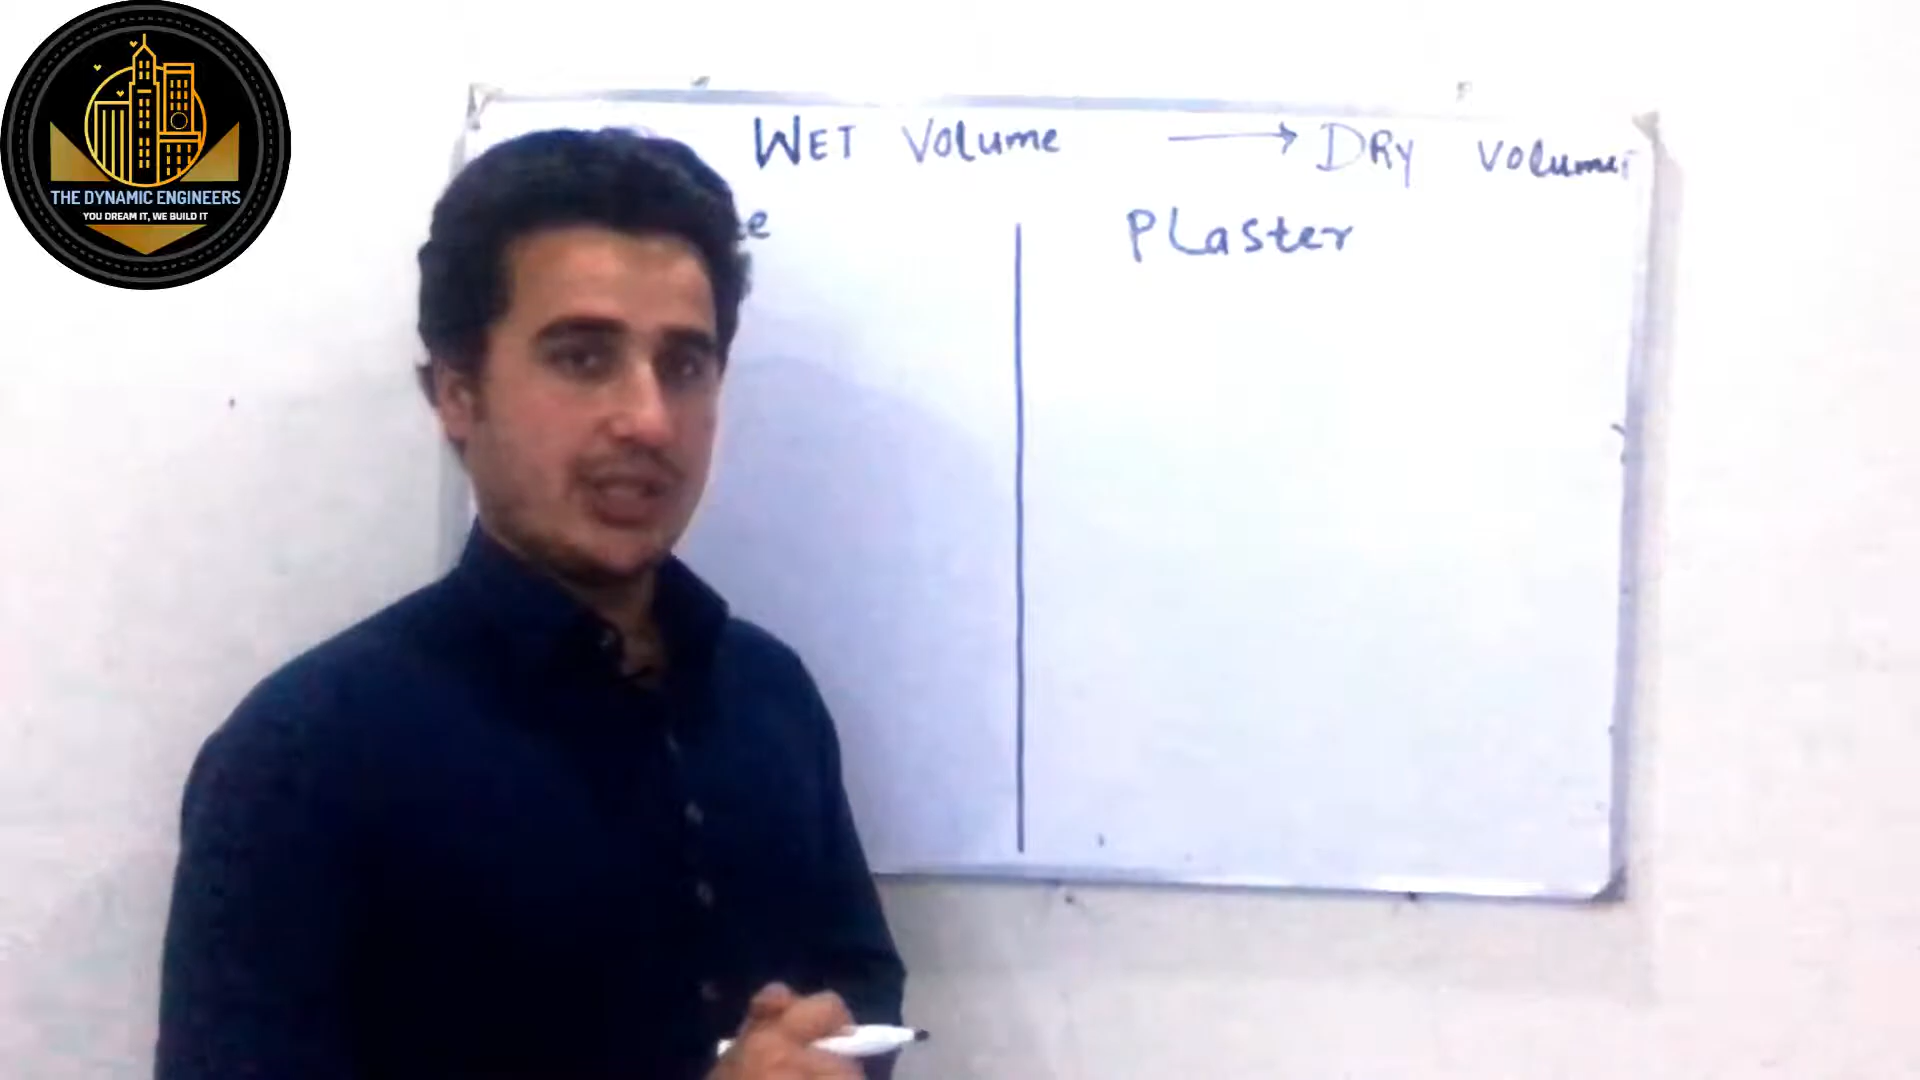 THE DYNAMIC ENGINEERS
YOU DREAM IT, WE BUILD IT
WET Volume → DRY Volume
Plaster